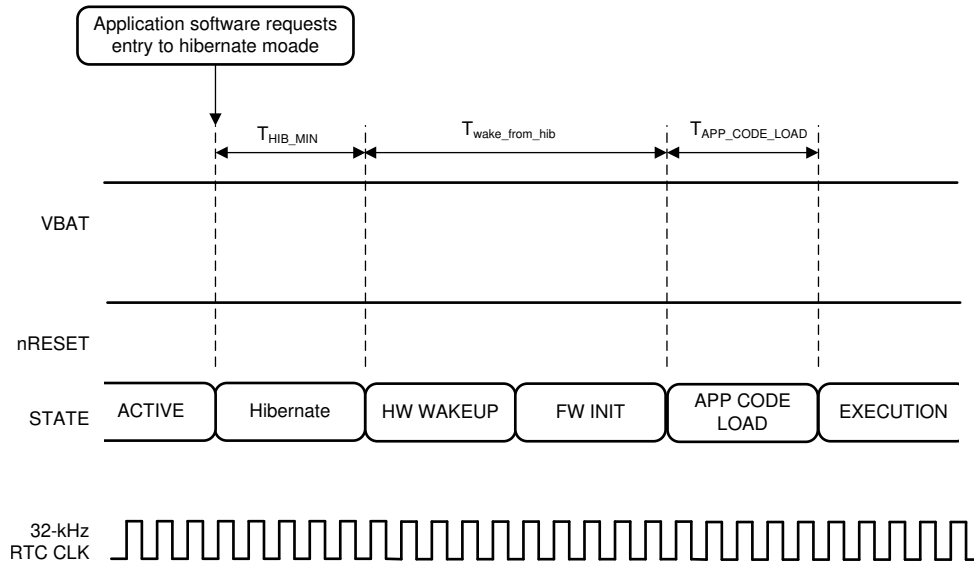 Application software requests
entry to hibernate moade
THIB_MIN
Twake_from_hib
TAPP_CODE_LOAD
VBAT
nRESET
STATE
ACTIVE
Hibernate
HW WAKEUP
FW INIT
APP CODE
LOAD
EXECUTION
32-kHz
RTC CLK